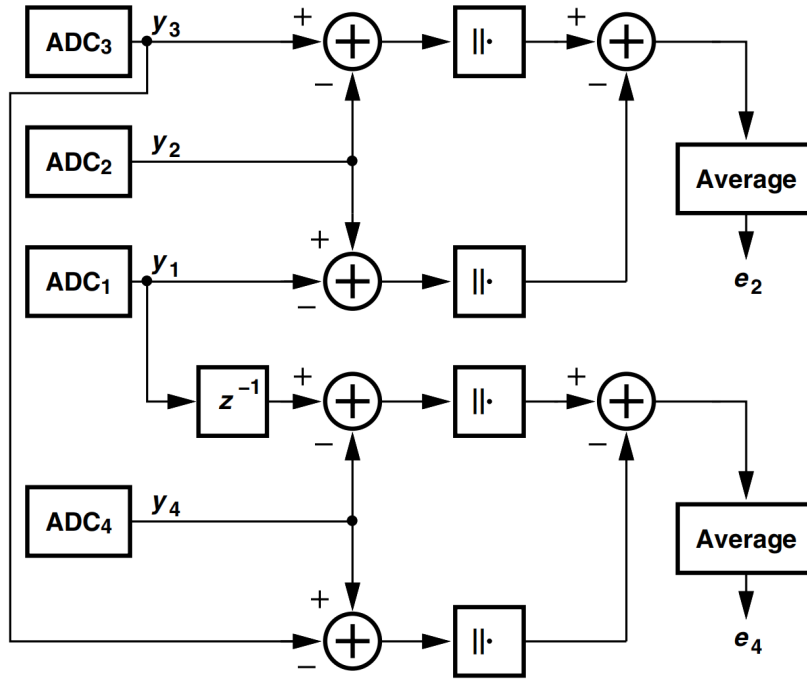 ADC3 y3 + − + || • + −
ADC2 y2
Average
ADC1 y1 + − + || •
e2
z −1 + − + || • + −
ADC4 y4
Average
+ − + || •
e4